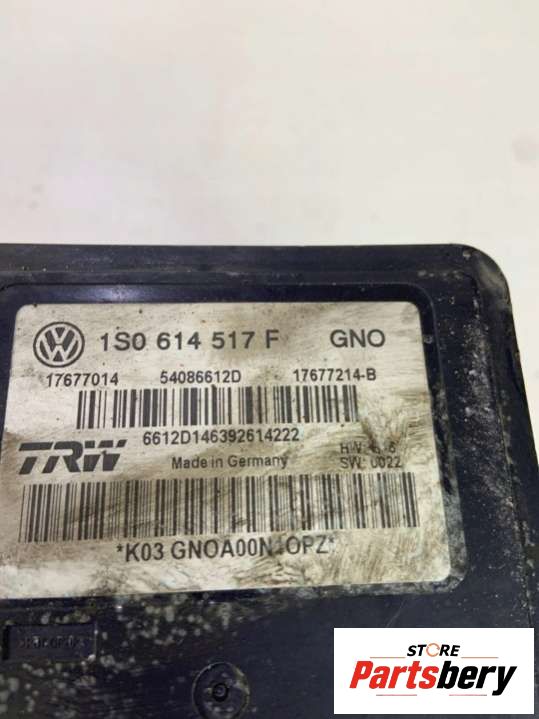 1S0 614 517 F GNO
17677014 54086612D 17677214-B
6612D146392614222
TRW
Made in Germany
SW: 0022
STORE
Partsbery